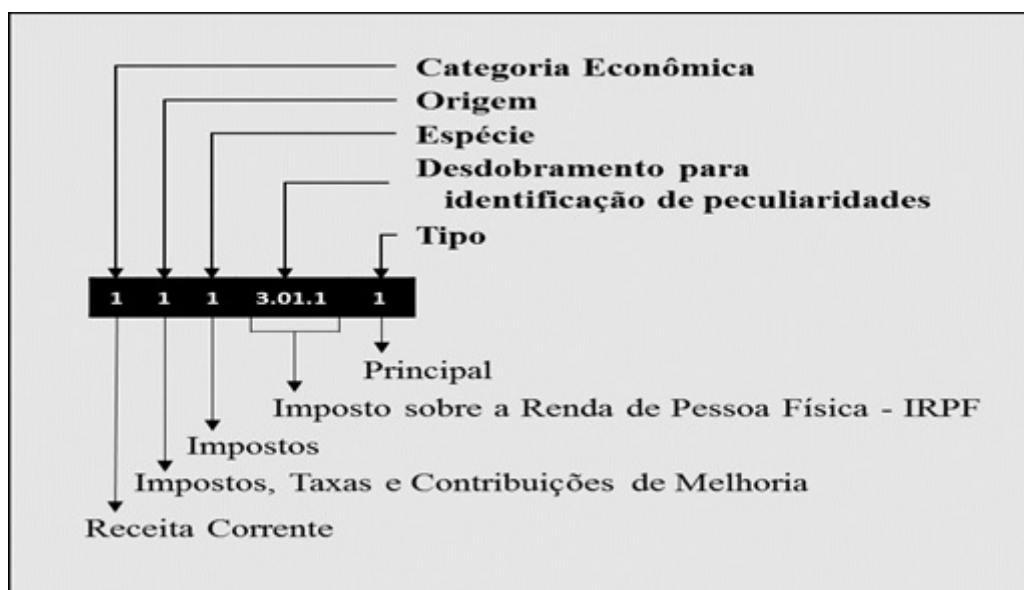 Categoria Econômica
Origem
Espécie
Desdobramento para
identificação de peculiaridades
Tipo
1 1 1 3.01.1 1
Principal
Imposto sobre a Renda de Pessoa Física - IRPF
Impostos
Impostos, Taxas e Contribuições de Melhoria
Receita Corrente